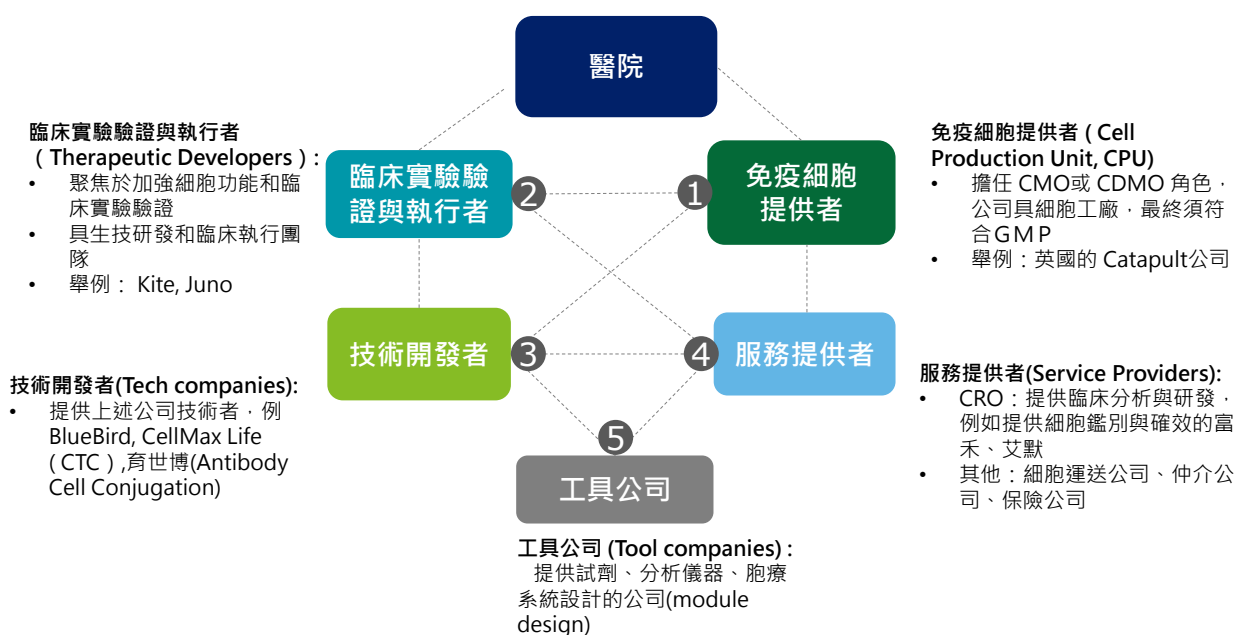 醫院
臨床實驗驗證與執行者
（Therapeutic Developers）:
• 聚焦於加強細胞功能和臨
床實驗驗證
• 具生技研發和臨床執行團
隊
• 舉例： Kite, Juno
臨床實驗驗
證與執行者
2
1
免疫細胞
提供者
免疫細胞提供者 ( Cell
Production Unit, CPU)
• 擔任 CMO或 CDMO 角色，
公司具細胞工廠，最終須符
合GMP
• 舉例：英國的 Catapult公司
技術開發者
3
4
服務提供者
技術開發者(Tech companies):
• 提供上述公司技術者，例
BlueBird, CellMax Life
（CTC）,育世博(Antibody
Cell Conjugation)
服務提供者(Service Providers):
• CRO：提供臨床分析與研發，
例如提供細胞鑑別與確效的富
禾、艾默
• 其他：細胞運送公司、仲介公
司、保險公司
5
工具公司
工具公司 (Tool companies) :
提供試劑、分析儀器、胞療
系統設計的公司(module
design)